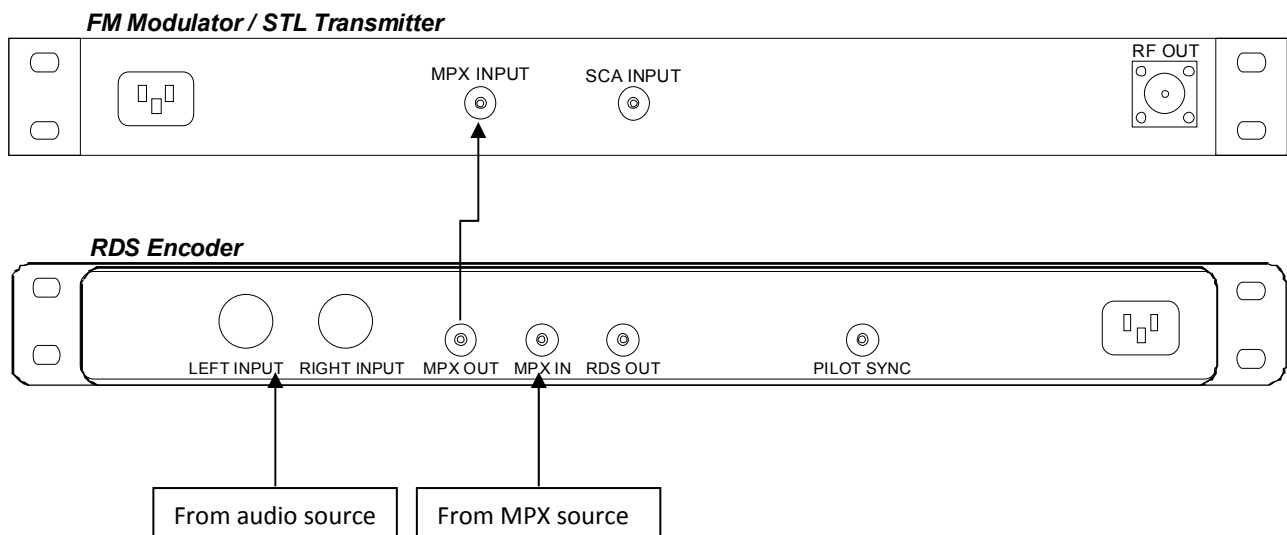 FM Modulator / STL Transmitter
RF OUT
MPX INPUT SCA INPUT
RDS Encoder
LEFT INPUT RIGHT INPUT MPX OUT MPX IN RDS OUT PILOT SYNC
From audio source From MPX source